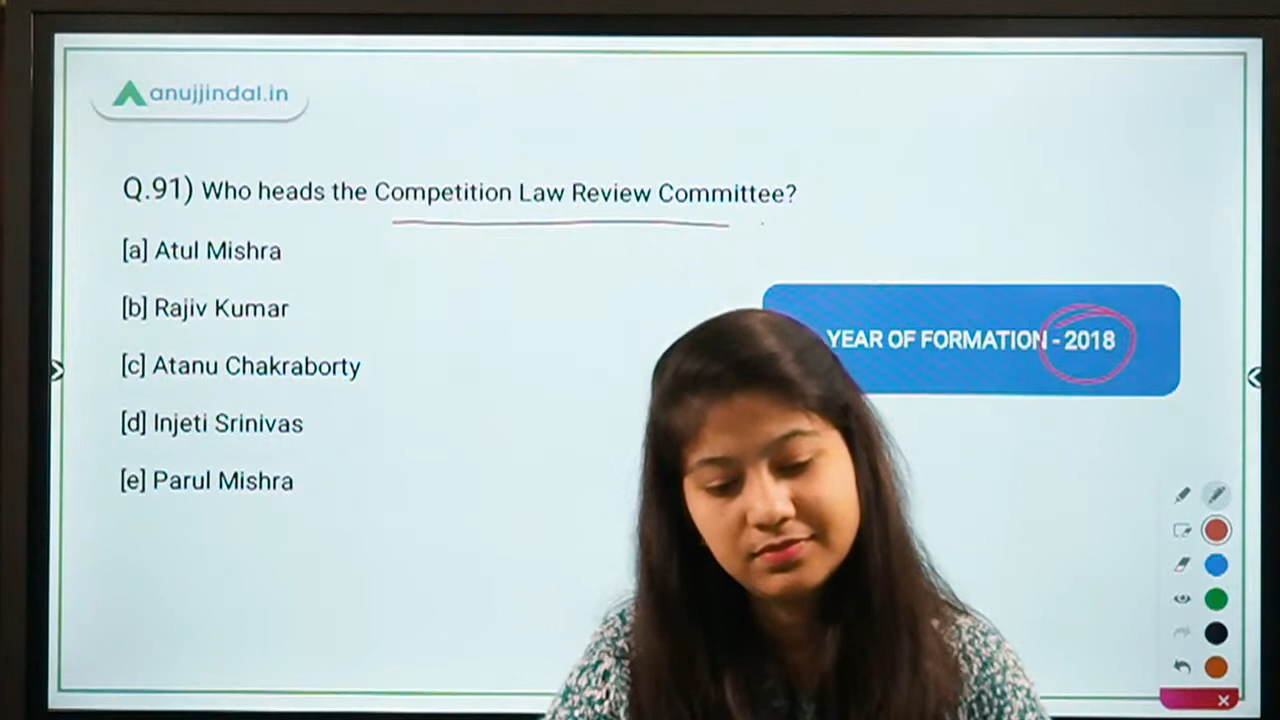 anujjindal.in
Q.91) Who heads the Competition Law Review Committee?
[a] Atul Mishra
[b] Rajiv Kumar
YEAR OF FORMATION - 2018
[c] Atanu Chakraborty
[d] Injeti Srinivas
[e] Parul Mishra